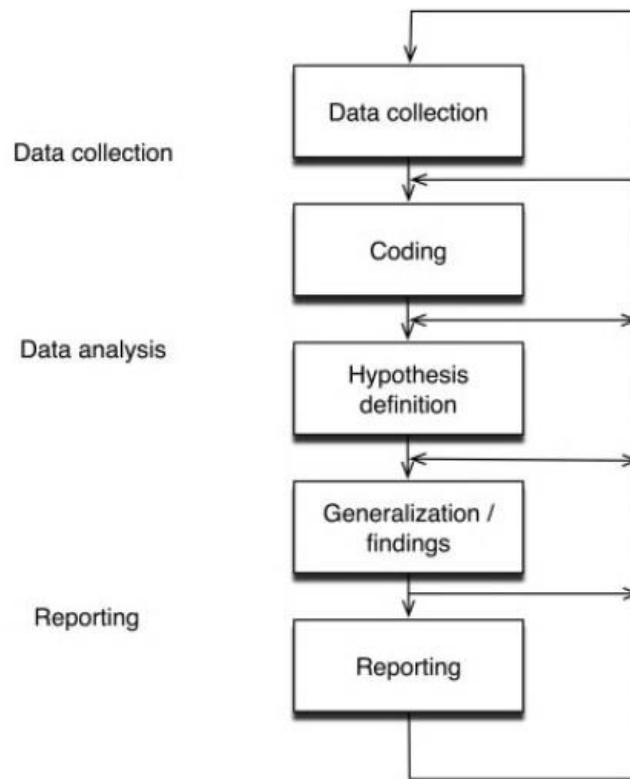 Data collection
Data collection
Coding
Data analysis
Hypothesis
definition
Generalization /
findings
Reporting
Reporting